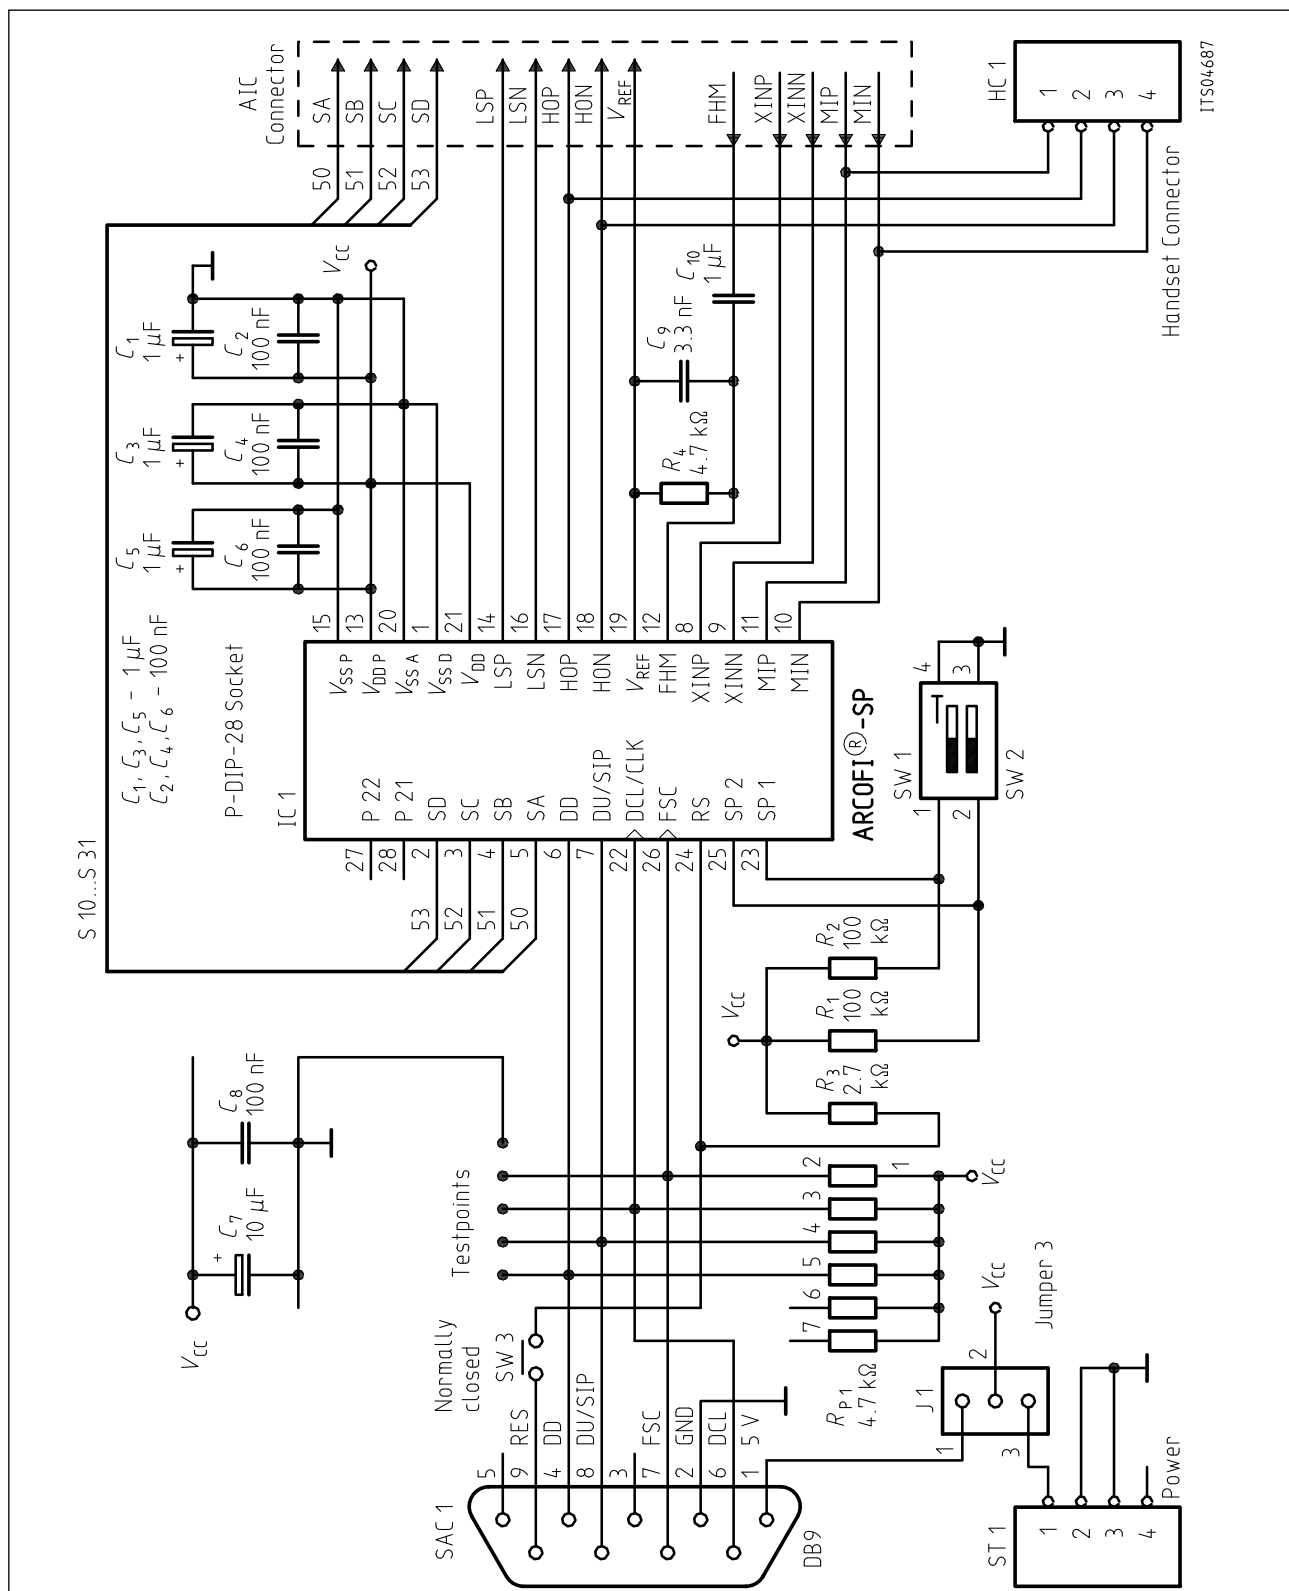 S 10...S 31
C1, C3, C5 – 1 µF
C2, C4, C6 – 100 nF
P-DIP-28 Socket
IC 1
ARCOFI®-SP
C5
1 µF
+
C6
100 nF
C3
1 µF
+
C4
100 nF
C1
1 µF
+
C2
100 nF
VCC
AIC
Connector
50 SA
51 SB
52 SC
53 SD
LSP
LSN
HOP
HON
VREF
FHM
XINP
XINN
MIP
MIN
HC 1
1
2
3
4
Handset Connector
ITS04687
C9
3.3 nF
C10
1 µF
R4
4.7 kΩ
VSSP 15
VDDP 13
VSSA 20
VSSD 1
VDD 21
LSP 14
LSN 16
HOP 17
HON 18
VREF 19
FHM 12
XINP 8
XINN 9
MIP 11
MIN 10
27 P 22
28 P 21
53 2 SD
52 3 SC
51 4 SB
50 5 SA
6 DD
7 DU/SIP
22 DCL/CLK
26 FSC
24 RS
25 SP 2
23 SP 1
SW 1
1
2
T
4
3
SW 2
VCC
R2
100
kΩ
R1
100
kΩ
R3
2.7
kΩ
VCC
C7
10 µF
+
C8
100 nF
Testpoints
Normally
closed
SW 3
2
3
4
5
6
7
1
VCC
RP1
4.7 kΩ
SAC 1
5
9 RES
4 DD
8 DU/SIP
3
7 FSC
2 GND
6 DCL
1 5 V
DB9
J 1
1
2
3
VCC
Jumper 3
ST 1
1
2
3
4
Power